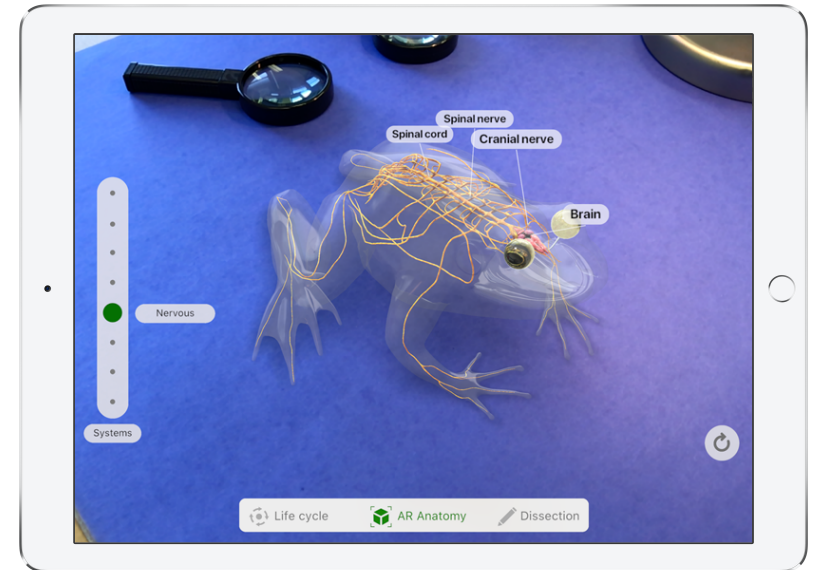 Spinal nerve
Spinal cord
Cranial nerve
Brain
Nervous
Systems
Life cycle
AR Anatomy
Dissection